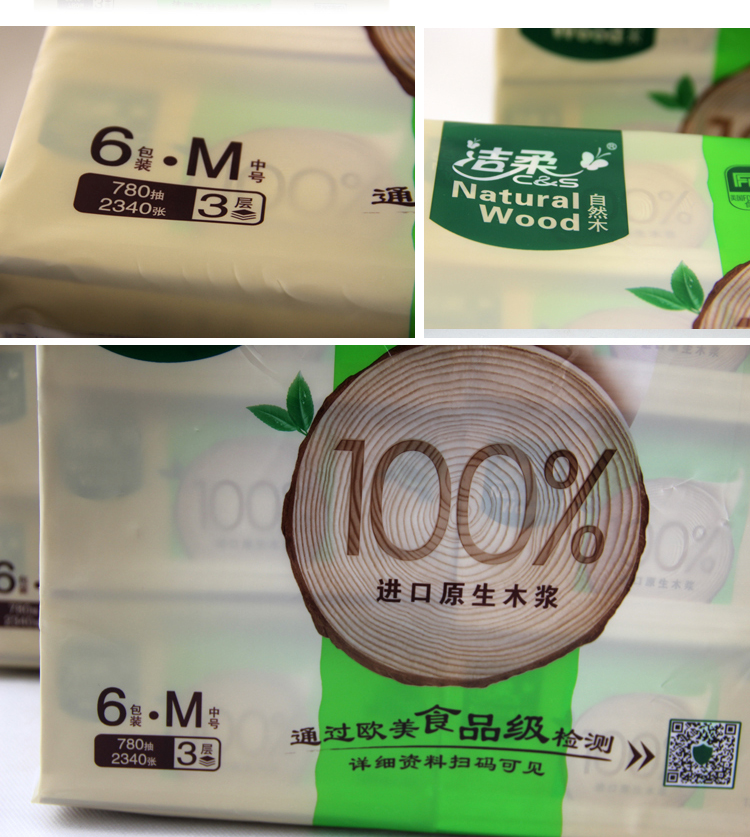 6包装·M中号
780抽
2340张
3层
通
洁柔®
C&S
Natural
Wood
自然木
100%
进口原生木浆
6包装·M中号
780抽
2340张
3层
通过欧美食品级检测
详细资料扫码可见